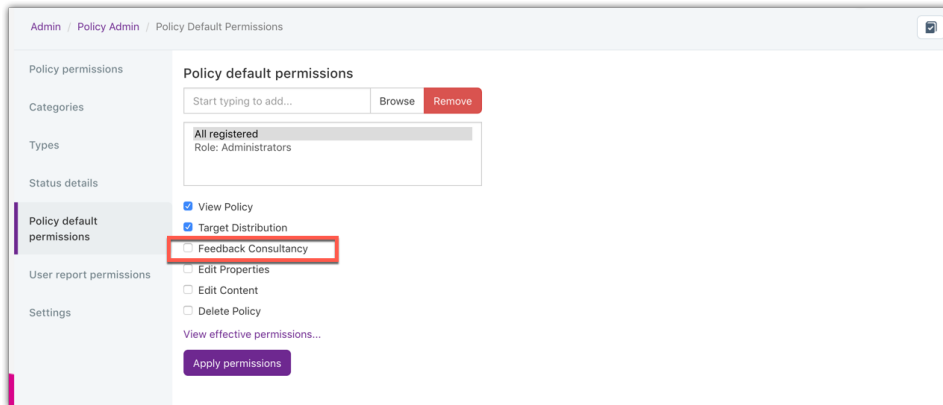 Admin / Policy Admin / Policy Default Permissions
Policy permissions
Categories
Types
Status details
Policy default
permissions
User report permissions
Settings
Policy default permissions
Start typing to add...
Browse
Remove
All registered
Role: Administrators
View Policy
Target Distribution
Feedback Consultancy
Edit Properties
Edit Content
Delete Policy
View effective permissions...
Apply permissions